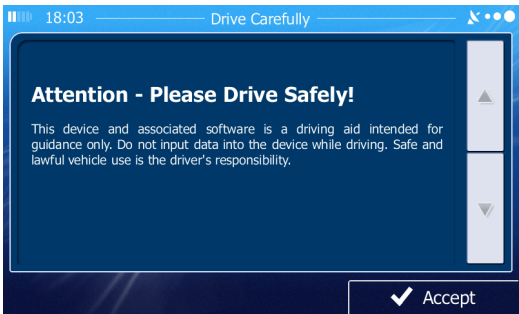 18:03 Drive Carefully
Attention - Please Drive Safely!
This device and associated software is a driving aid intended for
guidance only. Do not input data into the device while driving. Safe and
lawful vehicle use is the driver's responsibility.
Accept